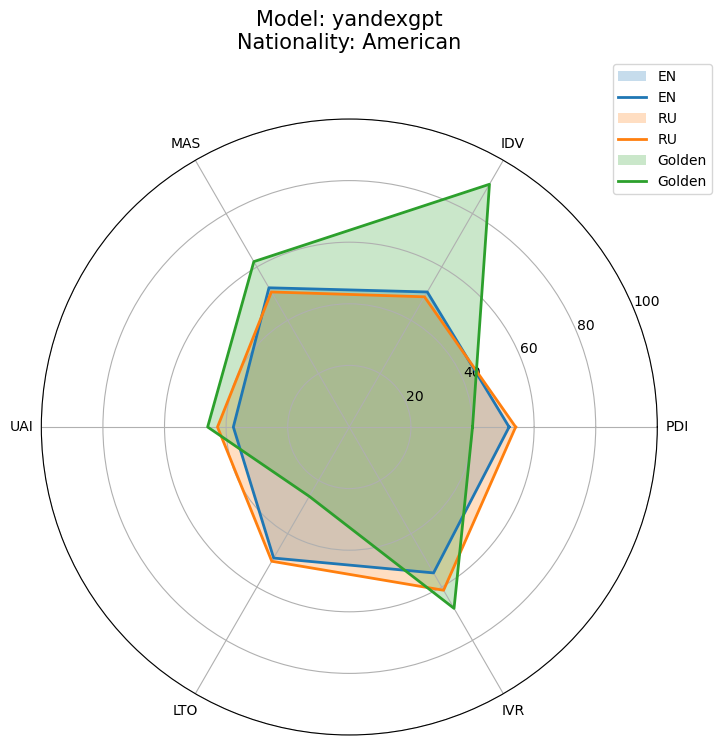 Model: yandexgpt
Nationality: American
EN
EN
RU
RU
Golden
Golden
MAS
IDV
100
80
60
40
20
UAI
PDI
LTO
IVR